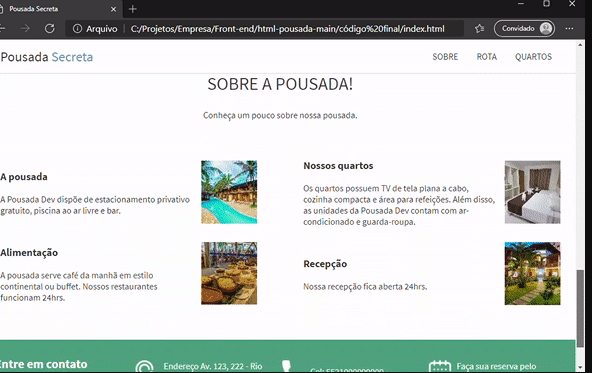 Pousada Secreta
Arquivo C:/Projetos/Empresa/Front-end/html-pousada-main/código%20final/index.html Convidado
Pousada Secreta SOBRE ROTA QUARTOS
SOBRE A POUSADA!
Conheça um pouco sobre nossa pousada.
A pousada
A Pousada Dev dispõe de estacionamento privativo
gratuito, piscina ao ar livre e bar.
Nossos quartos
Os quartos possuem TV de tela plana a cabo,
cozinha compacta e área para refeições. Além disso,
as unidades da Pousada Dev contam com ar-
condicionado e guarda-roupa.
Alimentação
A pousada serve café da manhã em estilo
continental ou buffet. Nossos restaurantes
funcionam 24hrs.
Recepção
Nossa recepção fica aberta 24hrs.
Entre em contato
Endereço Av. 123, 222 - Rio
Faça sua reserva pelo